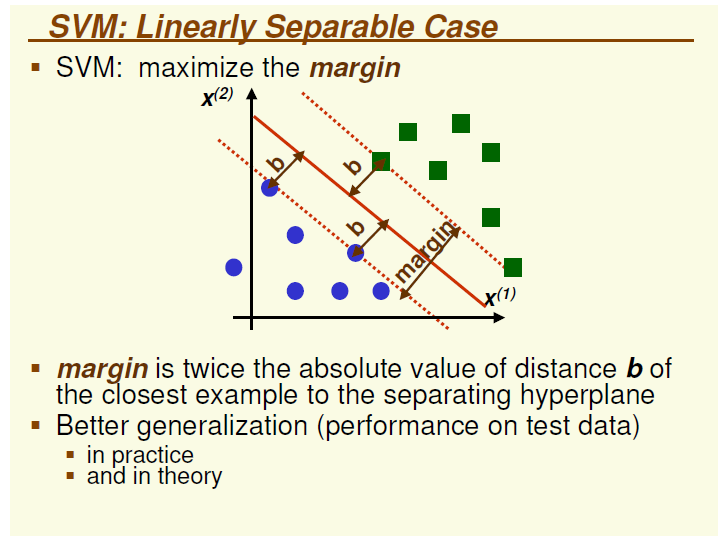 SVM: Linearly Separable Case
▪ SVM: maximize the margin
x(2)
b
b
b
margin
x(1)
▪ margin is twice the absolute value of distance b of
the closest example to the separating hyperplane
▪ Better generalization (performance on test data)
▪ in practice
▪ and in theory